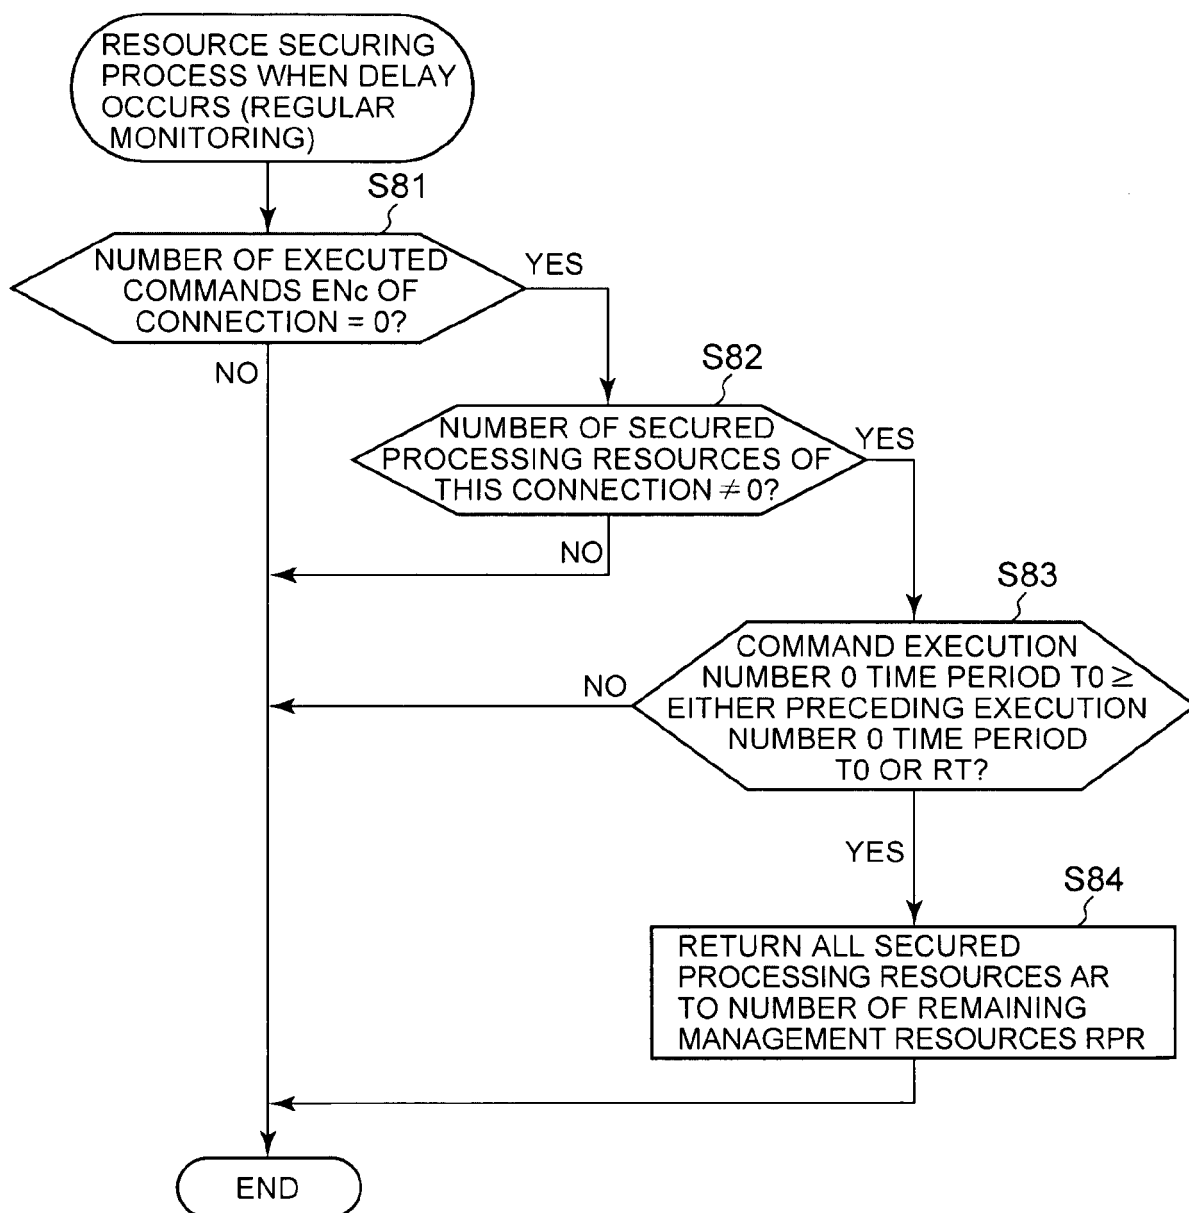 RESOURCE SECURING
PROCESS WHEN DELAY
OCCURS (REGULAR
MONITORING)
S81
NUMBER OF EXECUTED
COMMANDS ENc OF
CONNECTION = 0?
YES
NO
S82
NUMBER OF SECURED
PROCESSING RESOURCES OF
THIS CONNECTION ≠ 0?
YES
NO
S83
COMMAND EXECUTION
NUMBER 0 TIME PERIOD T0 ≥
EITHER PRECEDING EXECUTION
NUMBER 0 TIME PERIOD
T0 OR RT?
NO
YES
S84
RETURN ALL SECURED
PROCESSING RESOURCES AR
TO NUMBER OF REMAINING
MANAGEMENT RESOURCES RPR
END